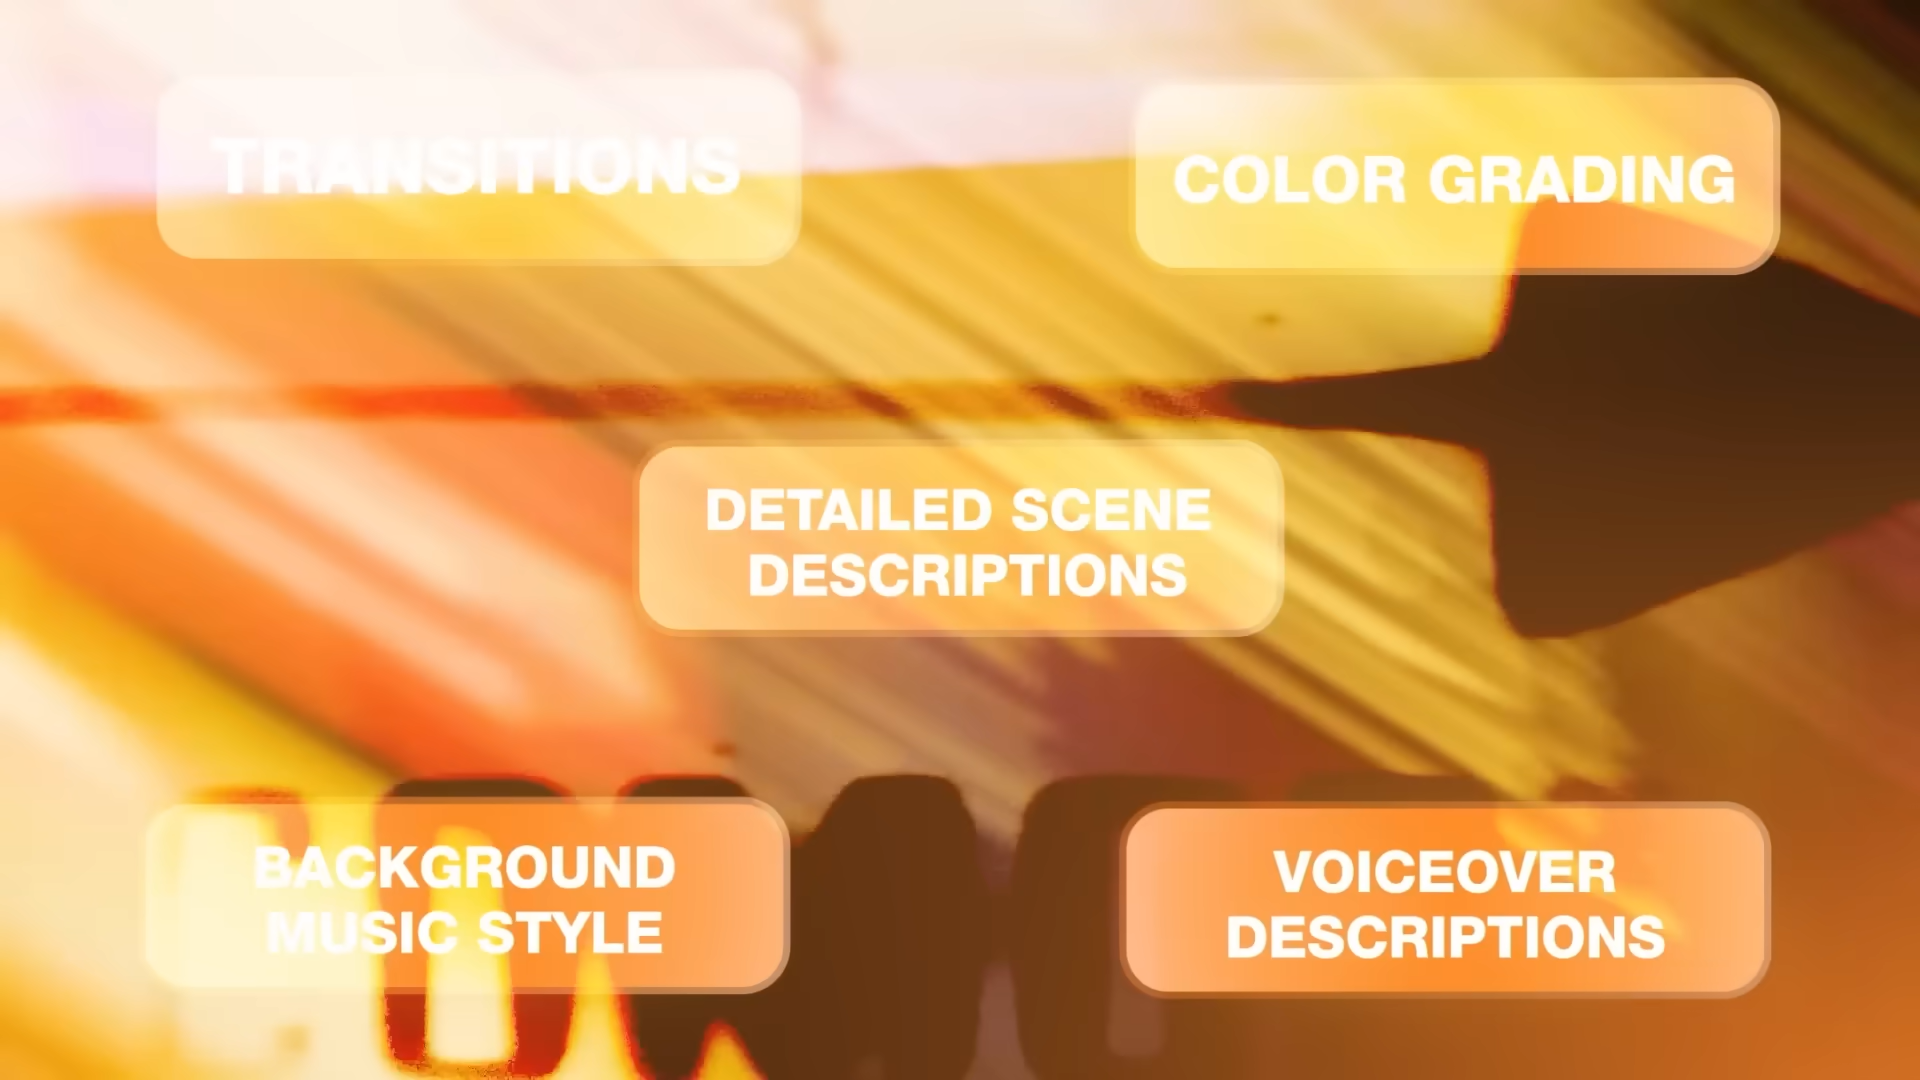 TRANSITIONS
COLOR GRADING
DETAILED SCENE
DESCRIPTIONS
BACKGROUND
MUSIC STYLE
VOICEOVER
DESCRIPTIONS